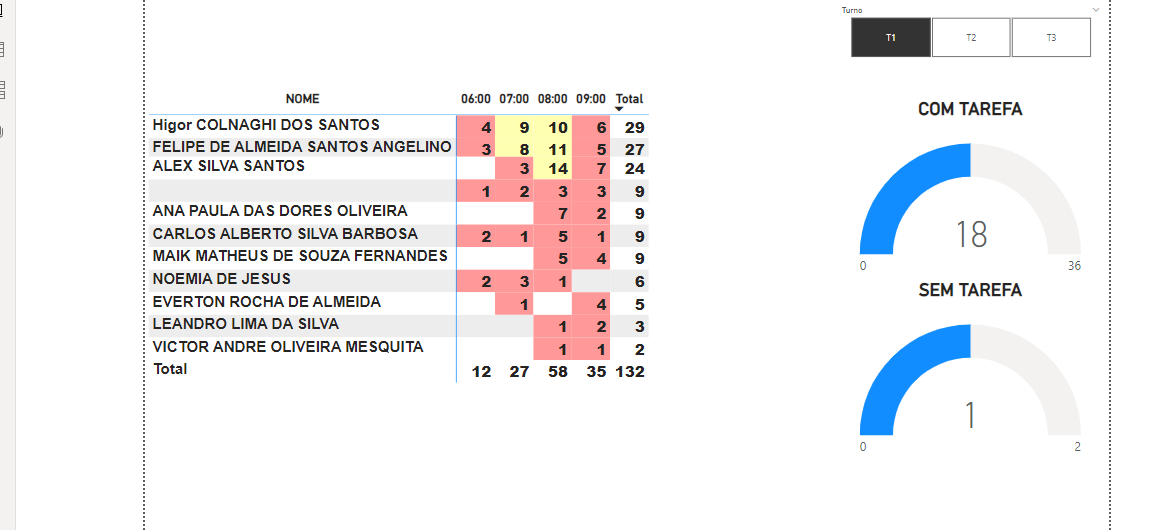 Turno
T1 T2 T3
NOME 06:00 07:00 08:00 09:00 Total
Higor COLNAGHI DOS SANTOS 4 9 10 6 29
FELIPE DE ALMEIDA SANTOS ANGELINO 3 8 11 5 27
ALEX SILVA SANTOS 3 14 7 24
1 2 3 3 9
ANA PAULA DAS DORES OLIVEIRA 7 2 9
CARLOS ALBERTO SILVA BARBOSA 2 1 5 1 9
MAIK MATHEUS DE SOUZA FERNANDES 5 4 9
NOEMIA DE JESUS 2 3 1 6
EVERTON ROCHA DE ALMEIDA 1 4 5
LEANDRO LIMA DA SILVA 1 2 3
VICTOR ANDRE OLIVEIRA MESQUITA 1 1 2
Total 12 27 58 35 132
COM TAREFA
18
0 36
SEM TAREFA
1
0 2